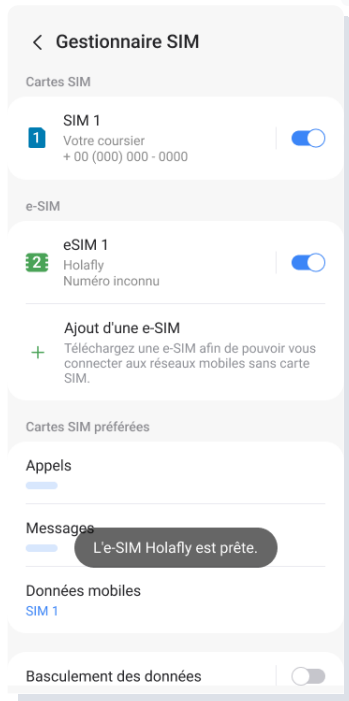 Gestionnaire SIM
Cartes SIM
1
SIM 1
Votre coursier
+ 00 (000) 000 - 0000
e-SIM
2
eSIM 1
Holafly
Numéro inconnu
+
Ajout d'une e-SIM
Téléchargez une e-SIM afin de pouvoir vous
connecter aux réseaux mobiles sans carte
SIM.
Cartes SIM préférées
Appels
Messages
L'e-SIM Holafly est prête.
Données mobiles
SIM 1
Basculement des données